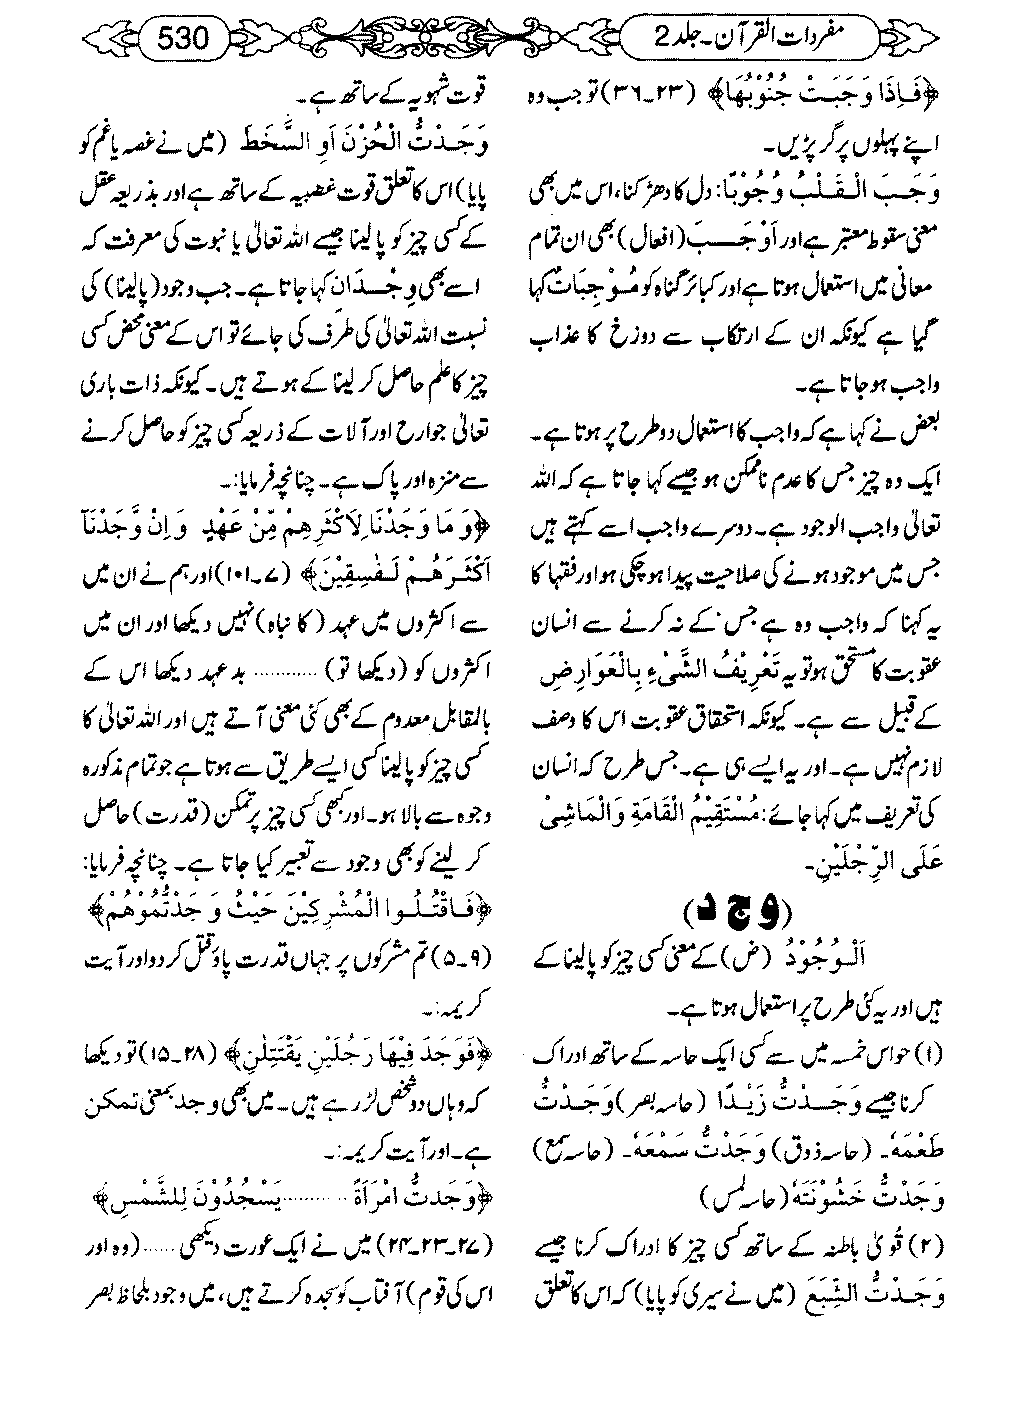 مفردات القرآن۔ جلد 2
530
﴿فَاِذَا وَجَبَتْ جُنُوْبُهَا﴾ (۲۳۔۳۶) تو جب وہ
اپنے پہلوں پر گر پڑیں۔
وَجَبَ الْقَلْبُ وُجُوْبًا: دل کا دھڑکنا، اس میں بھی
معنی سقوط معتبر ہے اور اَوْجَبَ (افعال) بھی ان تمام
معانی میں استعمال ہوتا ہے اور کبائر گناہ کو مُوْجِبَاتٌ کہا
گیا ہے کیونکہ ان کے ارتکاب سے دوزخ کا عذاب
واجب ہو جاتا ہے۔
بعض نے کہا ہے کہ واجب کا استعمال دو طرح پر ہوتا ہے۔
ایک وہ چیز جس کا عدم ناممکن ہو جیسے کہا جاتا ہے کہ اللہ
تعالٰی واجب الوجود ہے۔ دوسرے واجب اسے کہتے ہیں
جس میں موجود ہونے کی صلاحیت پیدا ہو چکی ہو اور فقہا کا
یہ کہنا کہ واجب وہ ہے جس کے نہ کرنے سے انسان
عقوبت کا مستحق ہو تو یہ تَعْرِيْفُ الشَّيْءِ بِالْعَوَارِضِ
کے قبیل سے ہے۔ کیونکہ استحقاق عقوبت اس کا وصف
لازم نہیں ہے۔ اور یہ ایسے ہی ہے۔ جس طرح کہ انسان
کی تعریف میں کہا جائے: مُسْتَقِيْمُ الْقَامَةِ وَالْمَاشِيْ
عَلَى الرِّجْلَيْنِ۔
(و ج د)
اَلْوُجُوْدُ (ض) کے معنی کسی چیز کو پا لینا کے
ہیں اور یہ کئی طرح پر استعمال ہوتا ہے۔
(۱) حواس خمسہ میں سے کسی ایک حاسہ کے ساتھ ادراک
کرنا جیسے وَجَدْتُّ زَيْدًا (حاسہ بصر) وَجَدْتُّ
طَعْمَهٗ۔ (حاسہ ذوق) وَجَدْتُّ سَمْعَهٗ۔ (حاسہ سمع)
وَجَدْتُّ خَشُوْنَتَهٗ (حاسہ لمس)
(۲) قویٰ باطنہ کے ساتھ کسی چیز کا ادراک کرنا جیسے
وَجَدْتُّ الشِّبَعَ (میں نے سیری کو پایا) کہ اس کا تعلق
قوت شہویہ کے ساتھ ہے۔
وَجَدْتُّ الْحُزْنَ اَوِ السَّخَطَ (میں نے غصہ یا غم کو
پایا) اس کا تعلق قوت غضبیہ کے ساتھ ہے اور بذریعہ عقل
کے کسی چیز کو پا لینا جیسے اللہ تعالٰی یا نبوت کی معرفت کہ
اسے بھی وِجْدَان کہا جاتا ہے۔ جب وجود (پا لینا) کی
نسبت اللہ تعالٰی کی طرف کی جائے تو اس کے معنی محض کسی
چیز کا علم حاصل کر لینا کے ہوتے ہیں۔ کیونکہ ذات باری
تعالٰی جوارح اور آلات کے ذریعہ کسی چیز کو حاصل کرنے
سے منزہ اور پاک ہے۔ چنانچہ فرمایا:۔
﴿وَمَا وَجَدْنَا لِاَكْثَرِهِمْ مِّنْ عَهْدٍ وَاِنْ وَّجَدْنَآ
اَكْثَرَهُمْ لَفٰسِقِيْنَ﴾ (۷۔۱۰۱) اور ہم نے ان میں
سے اکثروں میں عہد (کا نباہ) نہیں دیکھا اور ان میں
اکثروں کو (دیکھا تو) ............ بد عہد دیکھا اس کے
بالمقابل معدوم کے بھی کئی معنی آتے ہیں اور اللہ تعالٰی کا
کسی چیز کو پا لینا کسی ایسے طریق سے ہوتا ہے جو تمام مذکورہ
وجوہ سے بالا ہو۔ اور کبھی کسی چیز پر تمکن (قدرت) حاصل
کر لینے کو بھی وجود سے تعبیر کیا جاتا ہے۔ چنانچہ فرمایا:
﴿فَاقْتُلُوا الْمُشْرِكِيْنَ حَيْثُ وَجَدْتُّمُوْهُمْ﴾
(۹۔۵) تم مشرکوں پر جہاں قدرت پاؤ قتل کر دو اور آیت
کریمہ:۔
﴿فَوَجَدَ فِيْهَا رَجُلَيْنِ يَقْتَتِلٰنِ﴾ (۲۸۔۱۵) تو دیکھا
کہ وہاں دو شخص لڑ رہے ہیں۔ میں بھی وجد بمعنی تمکن
ہے۔ اور آیت کریمہ:۔
﴿وَجَدْتُّ امْرَاَةً ............ يَسْجُدُوْنَ لِلشَّمْسِ﴾
(۲۷۔۲۳۔۲۴) میں نے ایک عورت دیکھی ...... (وہ اور
اس کی قوم) آفتاب کو سجدہ کرتے ہیں، میں وجود بلحاظ بصر